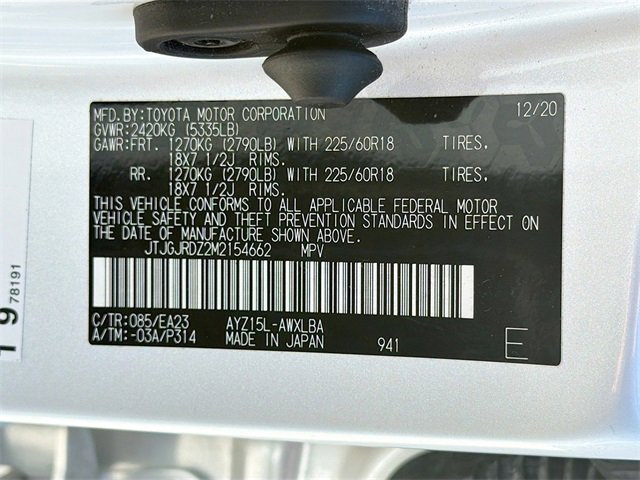 MFD.BY:TOYOTA MOTOR CORPORATION 12/20
GVWR:2420KG (5335LB)
GAWR:FRT. 1270KG (2790LB) WITH 225/60R18 TIRES,
18X7 1/2J RIMS.
RR. 1270KG (2790LB) WITH 225/60R18 TIRES,
18X7 1/2J RIMS.
THIS VEHICLE CONFORMS TO ALL APPLICABLE FEDERAL MOTOR
VEHICLE SAFETY AND THEFT PREVENTION STANDARDS IN EFFECT ON
THE DATE OF MANUFACTURE SHOWN ABOVE.
JTJGJRDZ2M2154662 MPV
C/TR:085/EA23 AYZ15L-AWXLBA
A/TM:-03A/P314 MADE IN JAPAN 941 E
78191